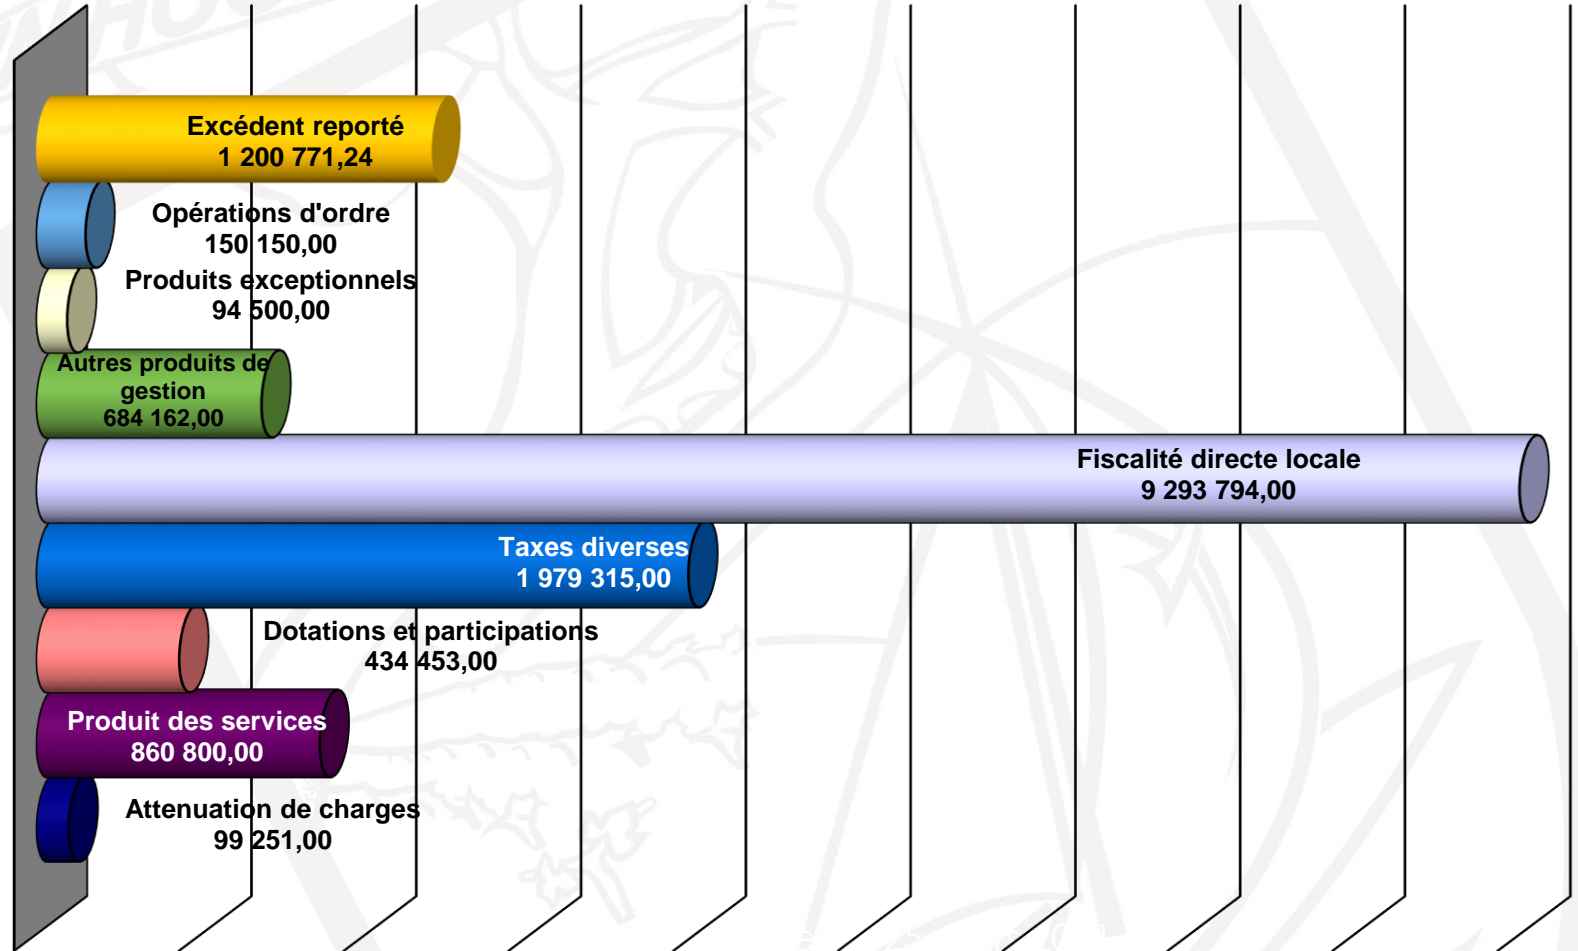 Excédent reporté
1 200 771,24
Opérations d'ordre
150 150,00
Produits exceptionnels
94 500,00
Autres produits de
gestion
684 162,00
Fiscalité directe locale
9 293 794,00
Taxes diverses
1 979 315,00
Dotations et participations
434 453,00
Produit des services
860 800,00
Attenuation de charges
99 251,00